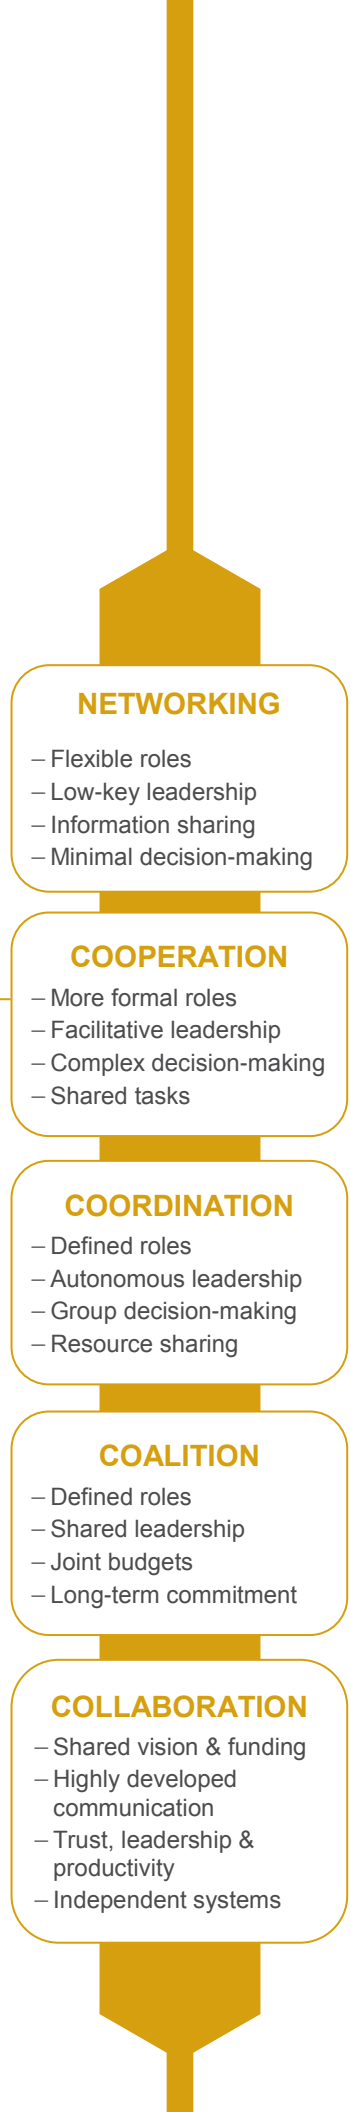 NETWORKING
– Flexible roles
– Low-key leadership
– Information sharing
– Minimal decision-making
COOPERATION
– More formal roles
– Facilitative leadership
– Complex decision-making
– Shared tasks
COORDINATION
– Defined roles
– Autonomous leadership
– Group decision-making
– Resource sharing
COALITION
– Defined roles
– Shared leadership
– Joint budgets
– Long-term commitment
COLLABORATION
– Shared vision & funding
– Highly developed
communication
– Trust, leadership &
productivity
– Independent systems